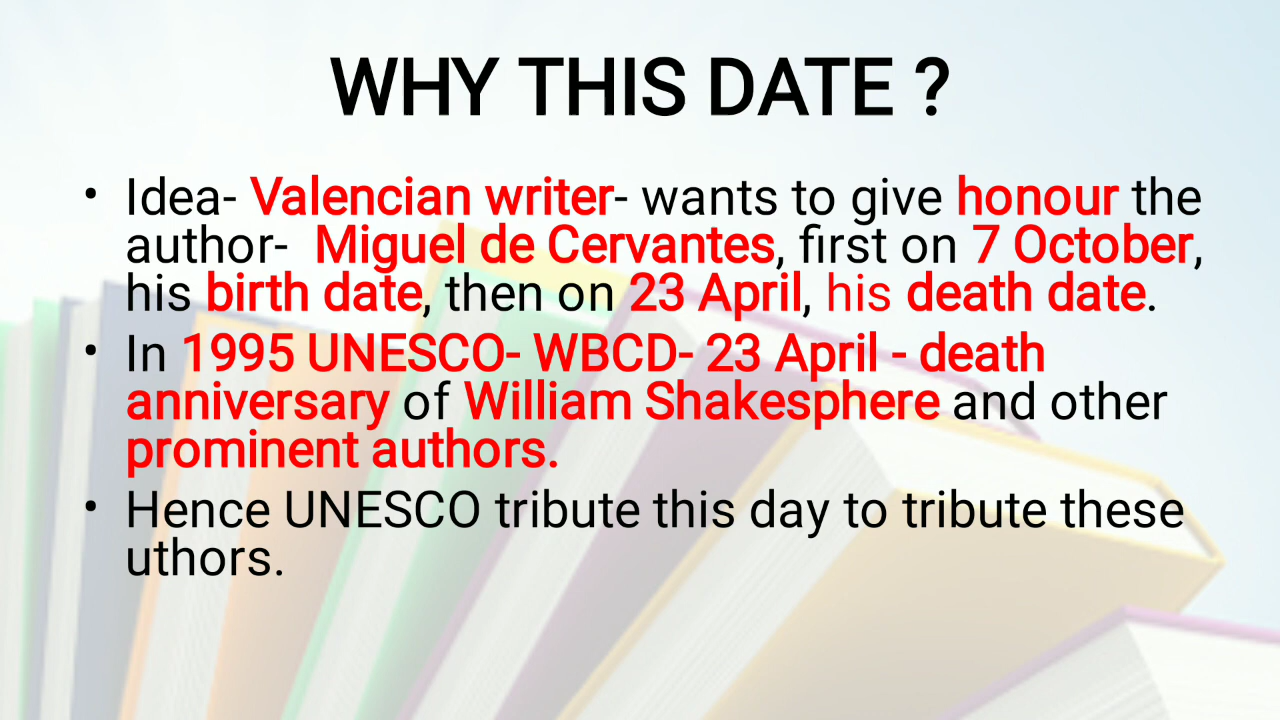 WHY THIS DATE ?
• Idea- Valencian writer- wants to give honour the
author-  Miguel de Cervantes, first on 7 October,
his birth date, then on 23 April, his death date.
• In 1995 UNESCO- WBCD- 23 April - death
anniversary of William Shakesphere and other
prominent authors.
• Hence UNESCO tribute this day to tribute these
uthors.